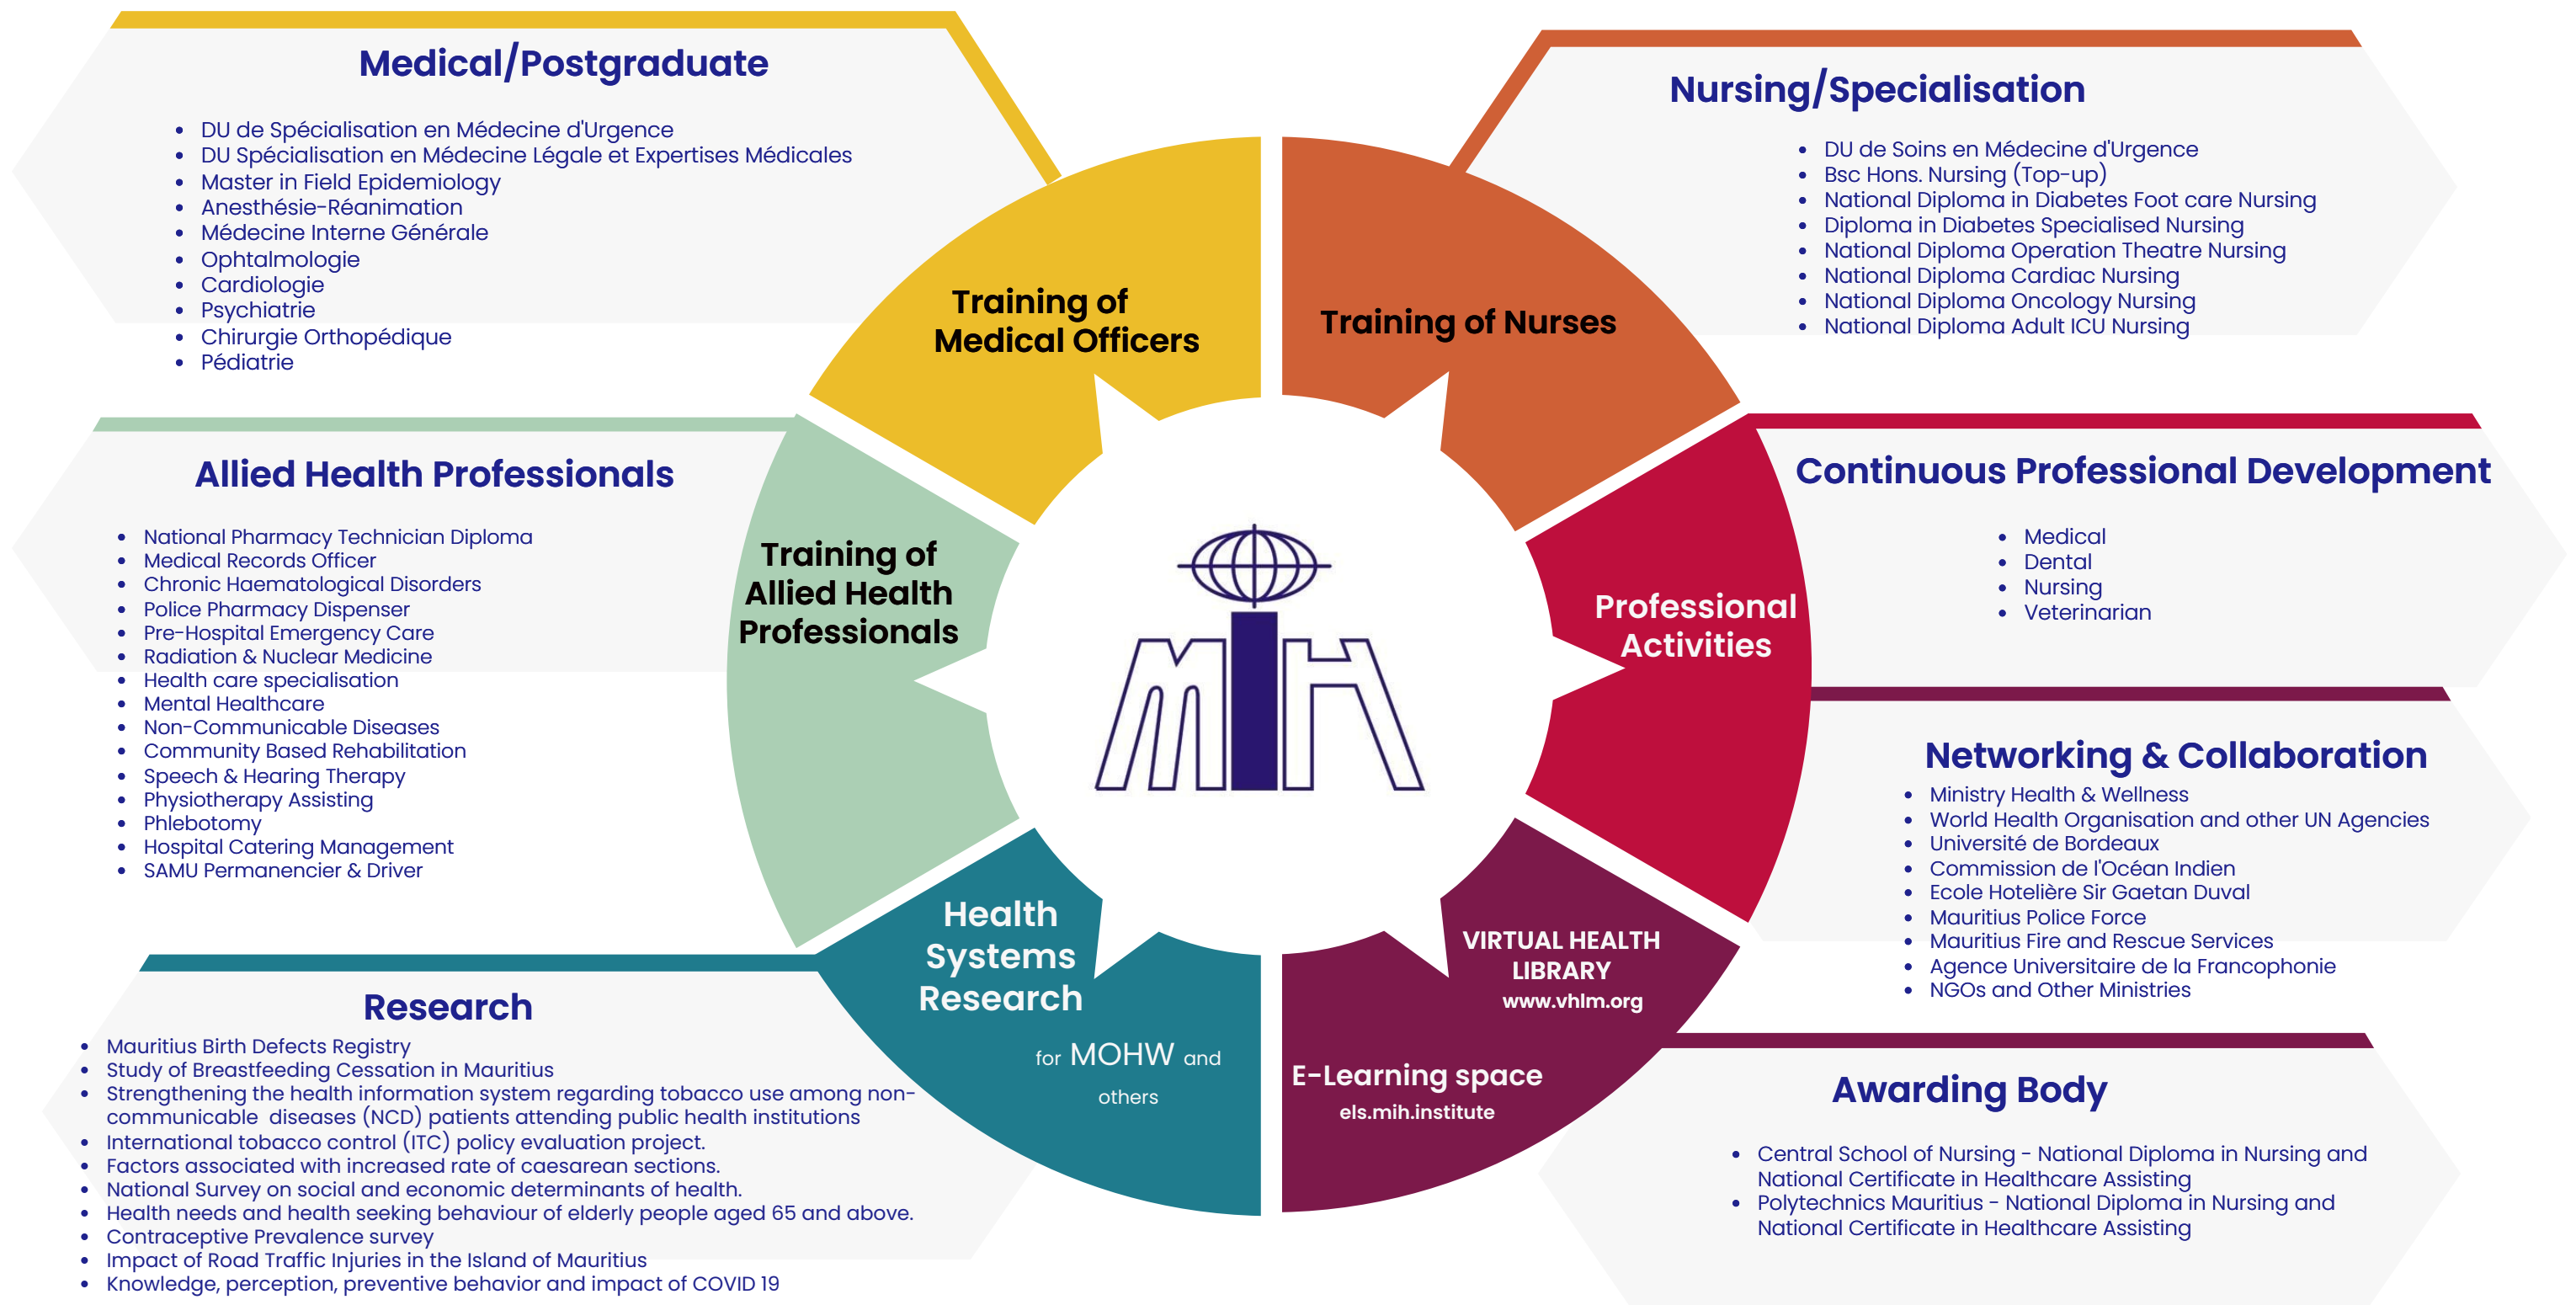 Medical/Postgraduate
• DU de Spécialisation en Médecine d'Urgence
• DU Spécialisation en Médecine Légale et Expertises Médicales
• Master in Field Epidemiology
• Anesthésie-Réanimation
• Médecine Interne Générale
• Ophtalmologie
• Cardiologie
• Psychiatrie
• Chirurgie Orthopédique
• Pédiatrie
Nursing/Specialisation
• DU de Soins en Médecine d'Urgence
• Bsc Hons. Nursing (Top-up)
• National Diploma in Diabetes Foot care Nursing
• Diploma in Diabetes Specialised Nursing
• National Diploma Operation Theatre Nursing
• National Diploma Cardiac Nursing
• National Diploma Oncology Nursing
• National Diploma Adult ICU Nursing
Training of
Medical Officers
Training of Nurses
Allied Health Professionals
• National Pharmacy Technician Diploma
• Medical Records Officer
• Chronic Haematological Disorders
• Police Pharmacy Dispenser
• Pre-Hospital Emergency Care
• Radiation & Nuclear Medicine
• Health care specialisation
• Mental Healthcare
• Non-Communicable Diseases
• Community Based Rehabilitation
• Speech & Hearing Therapy
• Physiotherapy Assisting
• Phlebotomy
• Hospital Catering Management
• SAMU Permanencier & Driver
Training of
Allied Health
Professionals
MIH
Professional
Activities
Continuous Professional Development
• Medical
• Dental
• Nursing
• Veterinarian
Networking & Collaboration
• Ministry Health & Wellness
• World Health Organisation and other UN Agencies
• Université de Bordeaux
• Commission de l'Océan Indien
• Ecole Hotelière Sir Gaetan Duval
• Mauritius Police Force
• Mauritius Fire and Rescue Services
• Agence Universitaire de la Francophonie
• NGOs and Other Ministries
Health
Systems
Research
for MOHW and
others
VIRTUAL HEALTH
LIBRARY
www.vhlm.org
E-Learning space
els.mih.institute
Research
• Mauritius Birth Defects Registry
• Study of Breastfeeding Cessation in Mauritius
• Strengthening the health information system regarding tobacco use among non-
communicable diseases (NCD) patients attending public health institutions
• International tobacco control (ITC) policy evaluation project.
• Factors associated with increased rate of caesarean sections.
• National Survey on social and economic determinants of health.
• Health needs and health seeking behaviour of elderly people aged 65 and above.
• Contraceptive Prevalence survey
• Impact of Road Traffic Injuries in the Island of Mauritius
• Knowledge, perception, preventive behavior and impact of COVID 19
Awarding Body
• Central School of Nursing - National Diploma in Nursing and
National Certificate in Healthcare Assisting
• Polytechnics Mauritius - National Diploma in Nursing and
National Certificate in Healthcare Assisting